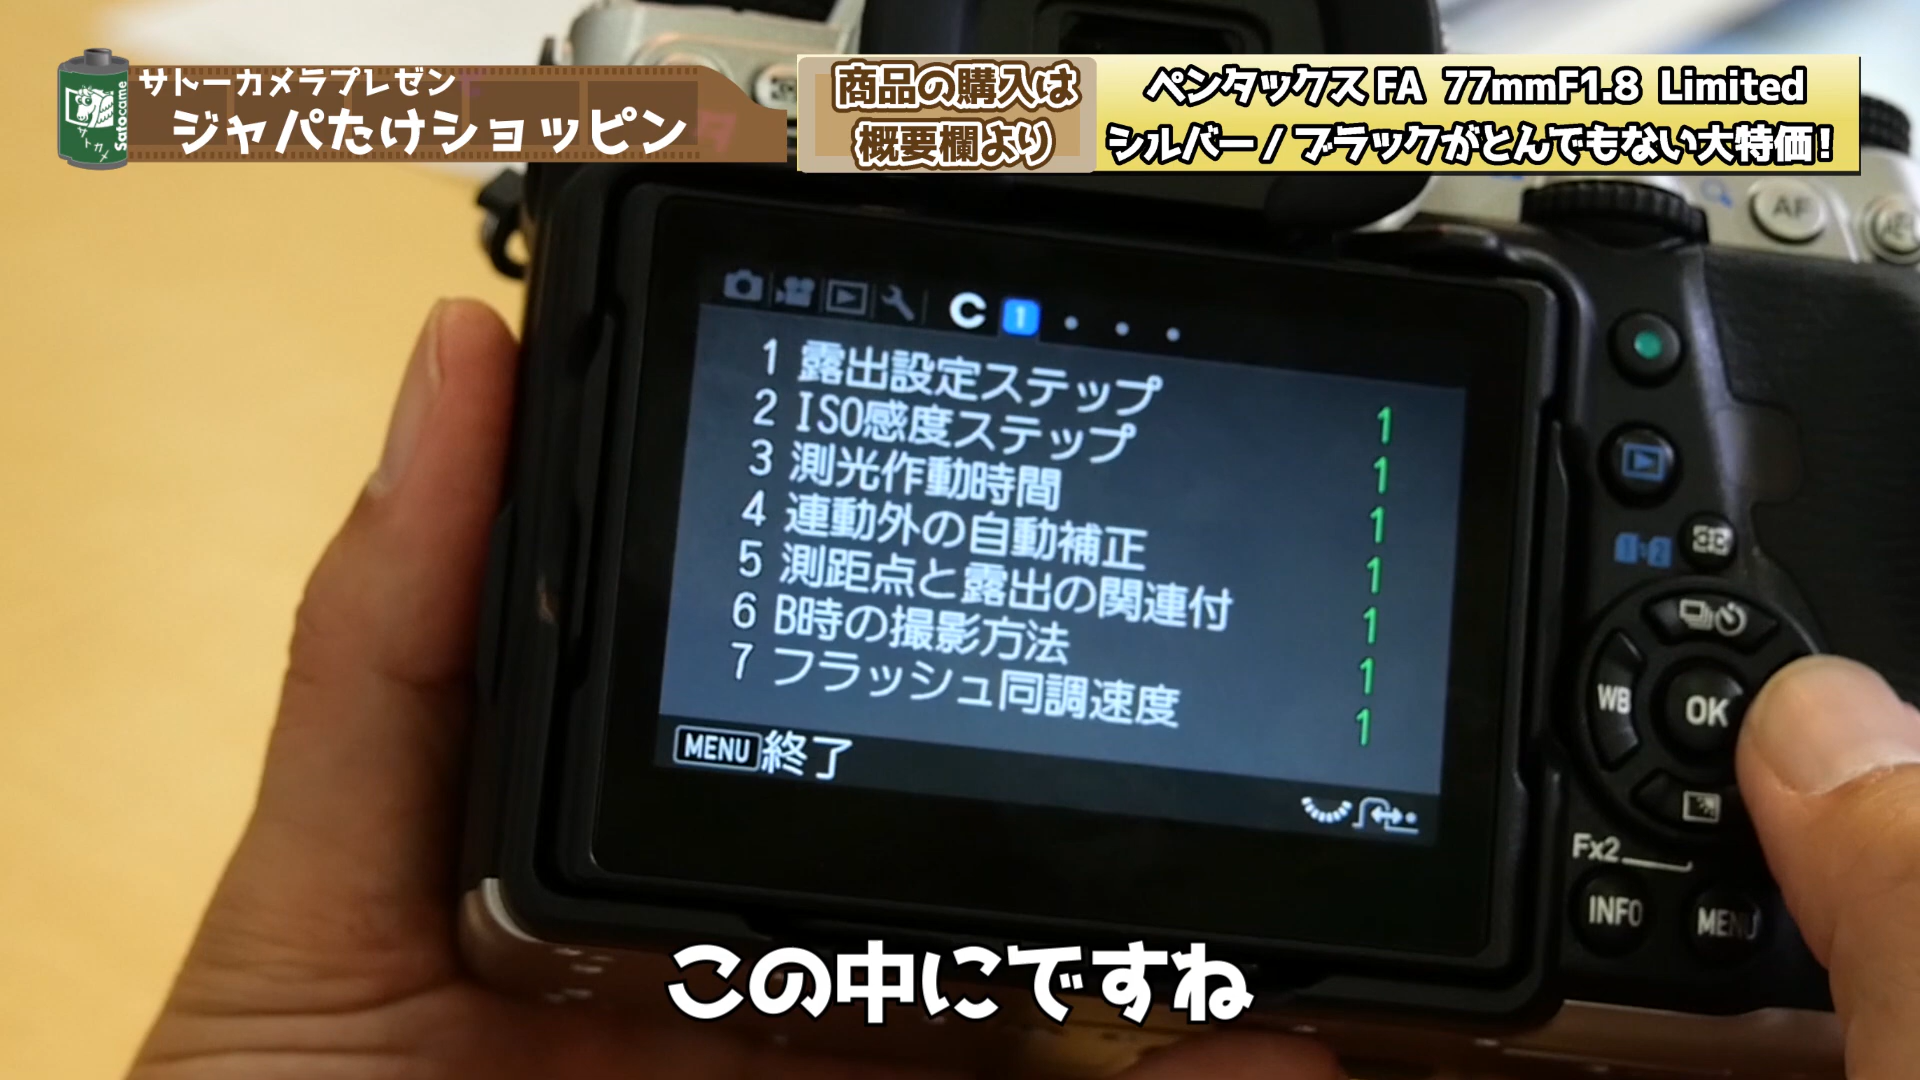 サトーカメラプレゼン
ジャパたけショッピン
Satocame
サトカメ
商品の購入は
概要欄より
ペンタックス FA 77mmF1.8 Limited
シルバー / ブラックがとんでもない大特価!
AF
C 1
1 露出設定ステップ 1
2 ISO感度ステップ 1
3 測光作動時間 1
4 連動外の自動補正 1
5 測距点と露出の関連付 1
6 B時の撮影方法 1
7 フラッシュ同調速度 1
MENU 終了
WB
OK
Fx2
INFO
MENU
この中にですね